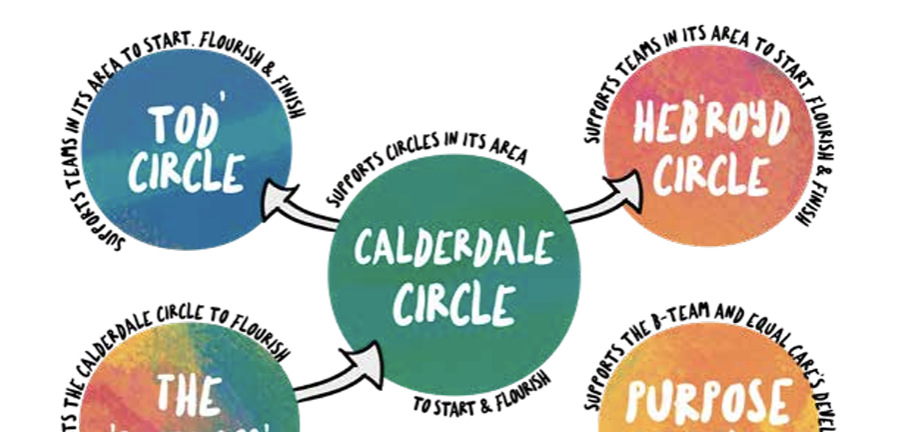 SUPPORTS TEAMS IN ITS AREA TO START, FLOURISH & FINISH
TOD'
CIRCLE
SUPPORTS TEAMS IN ITS AREA TO START, FLOURISH & FINISH
HEB'ROYD
CIRCLE
SUPPORTS CIRCLES IN ITS AREA
CALDERDALE
CIRCLE
TO START & FLOURISH
THE CALDERDALE CIRCLE TO FLOURISH
THE
SUPPORTS THE B-TEAM AND EQUAL CARE'S
PURPOSE